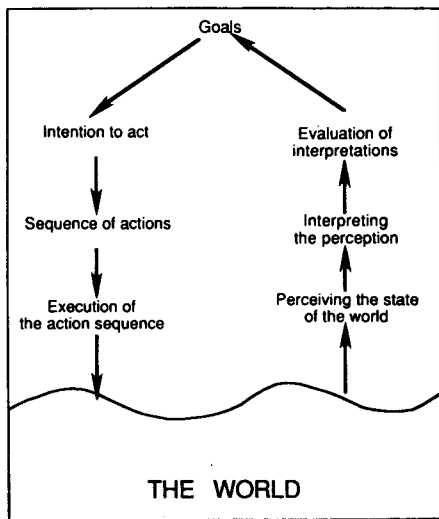 Goals
Intention to act
Sequence of actions
Execution of
the action sequence
Evaluation of
interpretations
Interpreting
the perception
Perceiving the state
of the world
THE WORLD